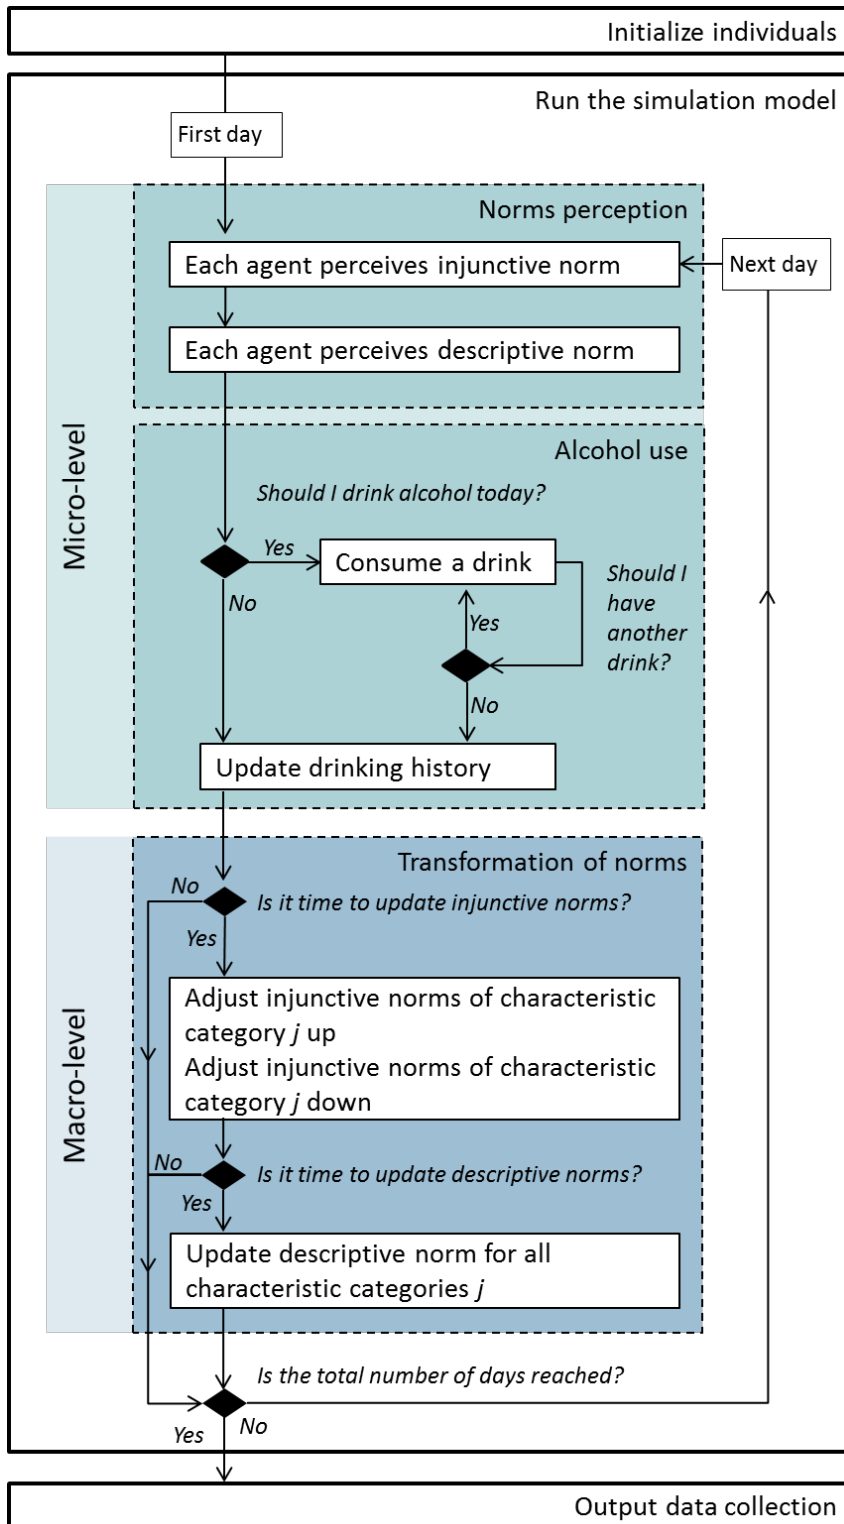 Initialize individuals
Run the simulation model
First day
Norms perception
Each agent perceives injunctive norm
Next day
Each agent perceives descriptive norm
Micro-level
Alcohol use
Should I drink alcohol today?
Yes
Consume a drink
Should I
have
another
drink?
No
Yes
No
Update drinking history
Macro-level
Transformation of norms
No
Is it time to update injunctive norms?
Yes
Adjust injunctive norms of characteristic
category j up
Adjust injunctive norms of characteristic
category j down
No
Is it time to update descriptive norms?
Yes
Update descriptive norm for all
characteristic categories j
Is the total number of days reached?
No
Yes
Output data collection